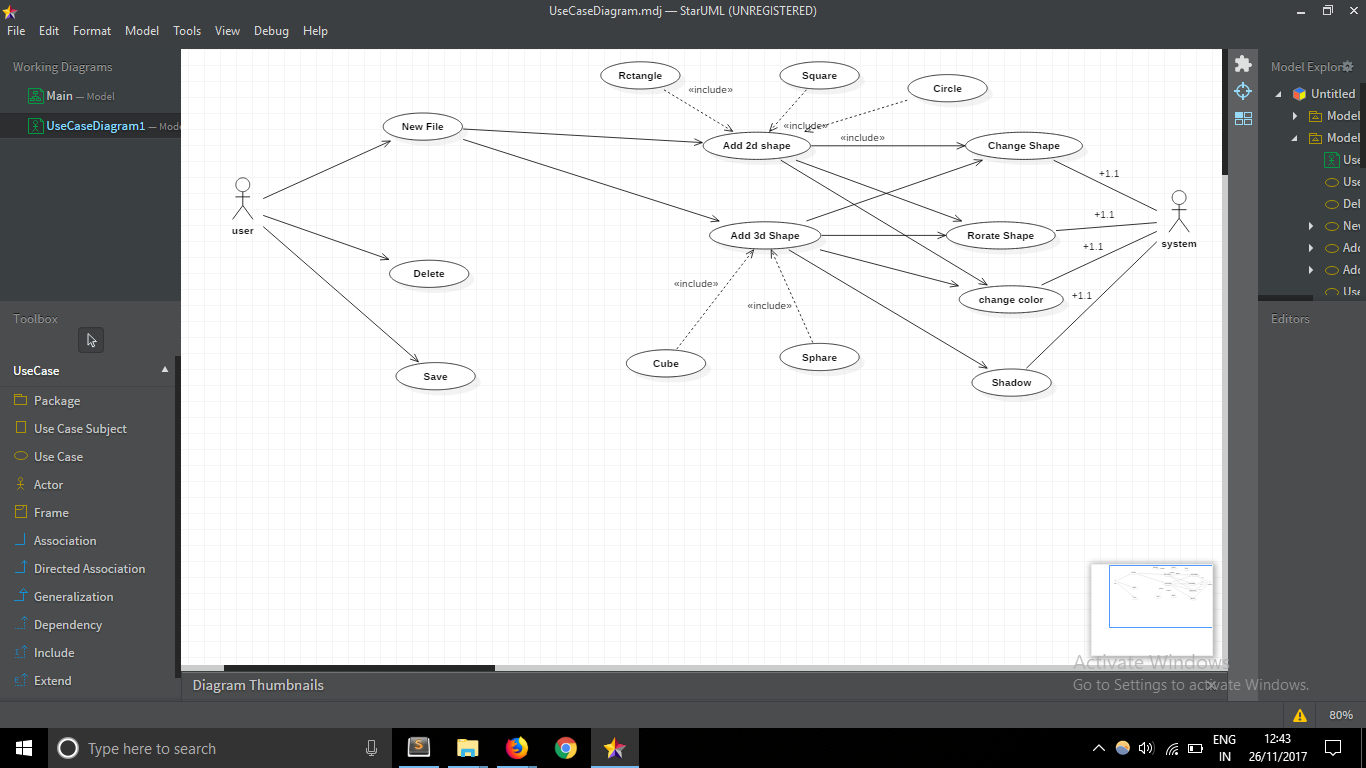 UseCaseDiagram.mdj — StarUML (UNREGISTERED)
File Edit Format Model Tools View Debug Help
Working Diagrams
Main — Model
UseCaseDiagram1 — Mode
Toolbox
UseCase
Package
Use Case Subject
Use Case
Actor
Frame
Association
Directed Association
Generalization
Dependency
Include
Extend
Rctangle
Square
Circle
«include»
«include»
«include»
New File
Add 2d shape
Change Shape
+1.1
user
Add 3d Shape
Rorate Shape
+1.1
system
+1.1
Delete
«include»
«include»
change color
+1.1
Cube
Sphare
Save
Shadow
Model Explor
Untitled
Model
Model
Use
Use
Del
Nev
Adc
Adc
Use
Editors
Diagram Thumbnails
Activate Windows
Go to Settings to activate Windows.
80%
Type here to search
S
ENG
IN
12:43
26/11/2017